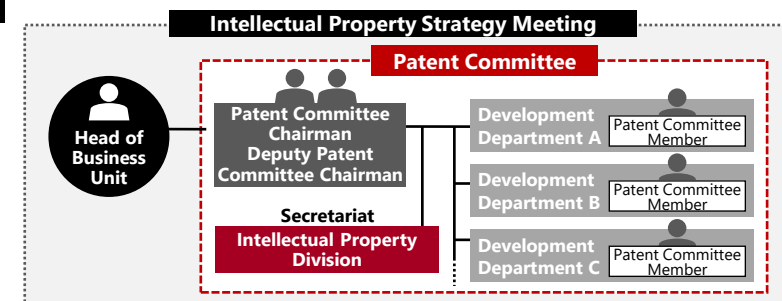 Intellectual Property Strategy Meeting
Patent Committee
Head of
Business
Unit
Patent Committee
Chairman
Deputy Patent
Committee Chairman
Secretariat
Intellectual Property
Division
Development
Department A
Patent Committee
Member
Development
Department B
Patent Committee
Member
Development
Department C
Patent Committee
Member